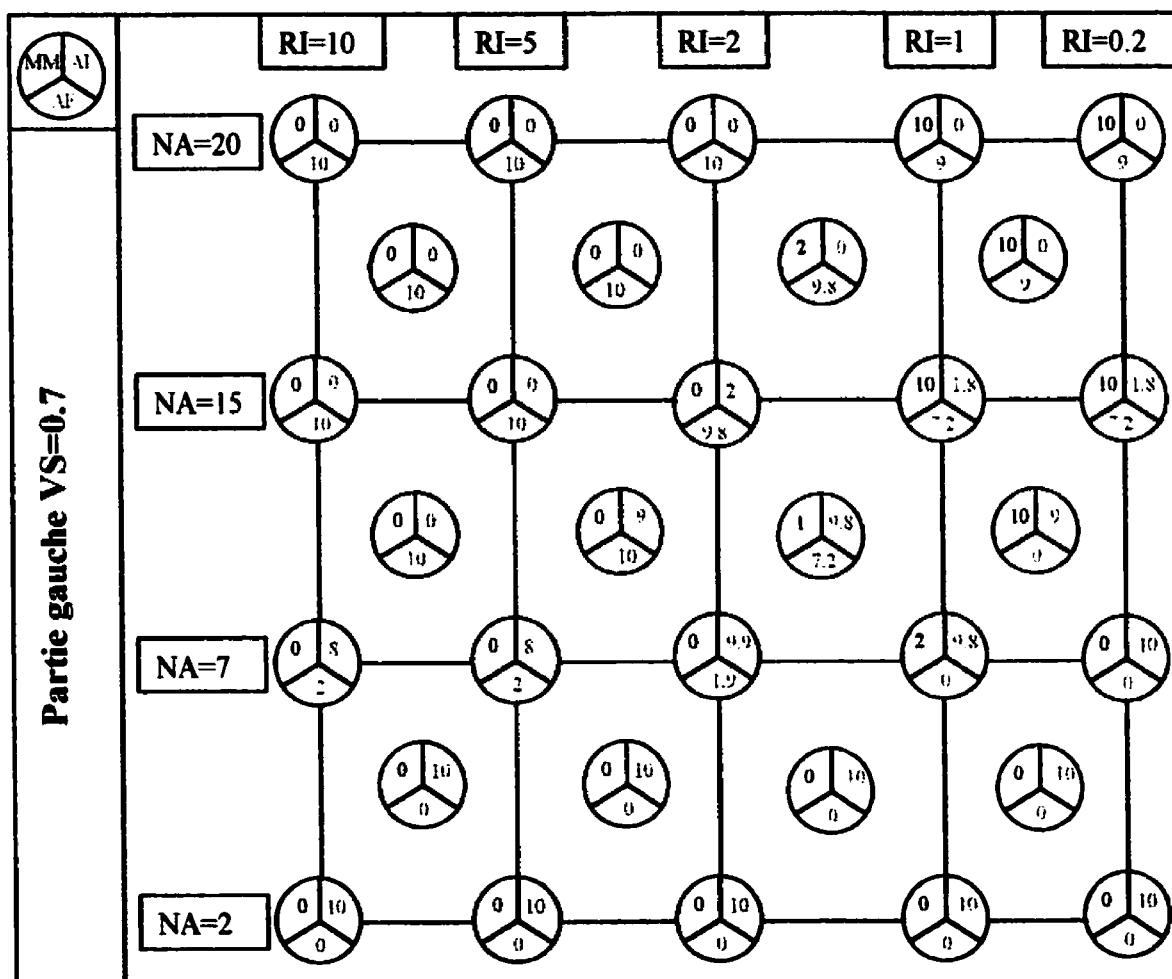 RI=10 RI=5 RI=2 RI=1 RI=0.2
MM AI
AF
NA=20
0 0 0 0 0 0 10 0 10 0
10 10 10 9 9
0 0 0 0 2 0 10 0
10 10 9.8 9
NA=15
0 0 0 0 0 2 10 1.8 10 1.8
10 10 9.8 7.2 7.2
0 0 0 9 1 9.8 10 9
10 10 7.2 0
NA=7
0 8 0 8 0 9.9 2 9.8 0 10
2 2 1.9 0 0
0 10 0 10 0 10 0 10
0 0 0 0
NA=2
0 10 0 10 0 10 0 10 0 10
0 0 0 0 0
Partie gauche VS=0.7